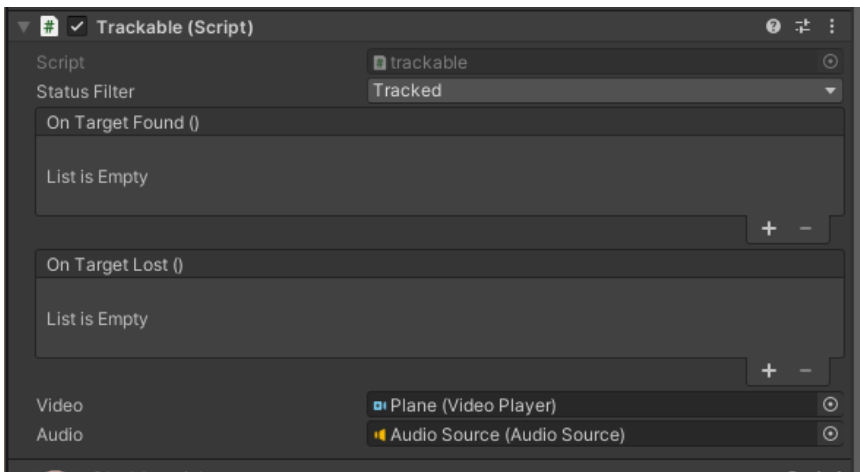 Trackable (Script)
Script trackable
Status Filter Tracked
On Target Found ()
List is Empty
+ −
On Target Lost ()
List is Empty
+ −
Video Plane (Video Player)
Audio Audio Source (Audio Source)